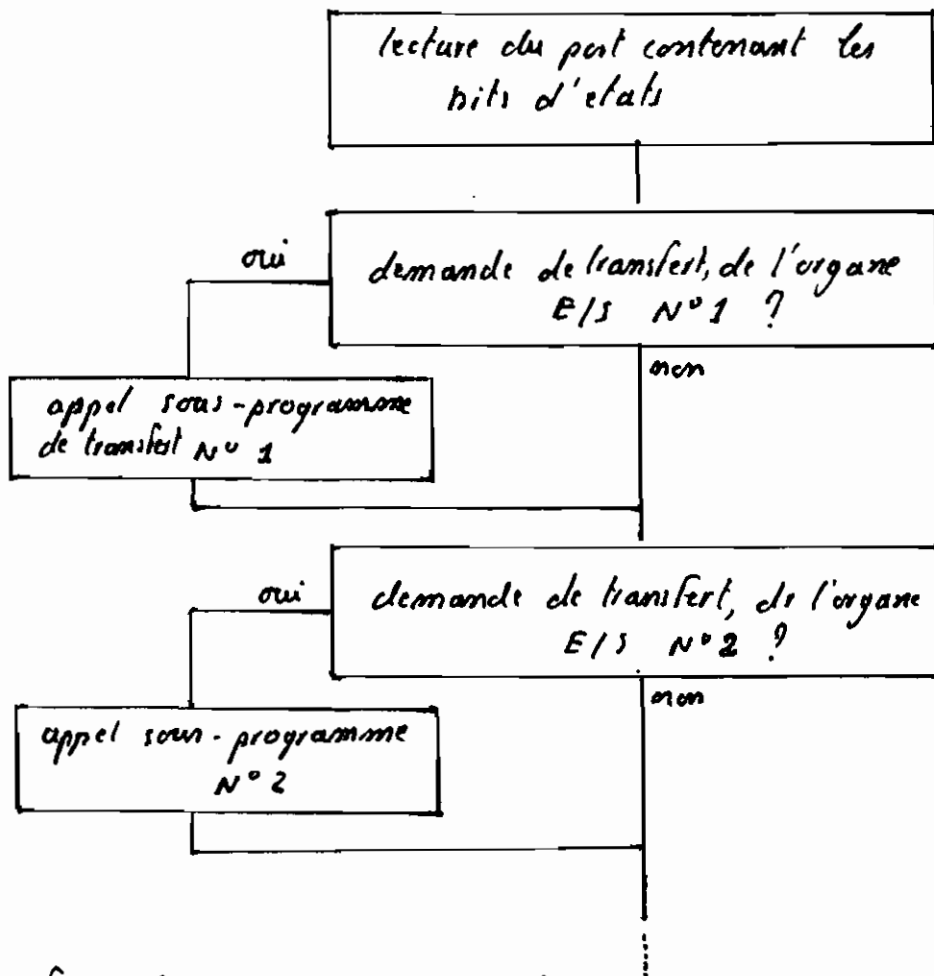 lecture du port contenant les
bits d'etats
oui
demande de transfert, de l'organe
E/S N° 1 ?
non
appel sous-programme
de transfert N° 1
oui
demande de transfert, de l'organe
E/S N° 2 ?
non
appel sous-programme
N° 2